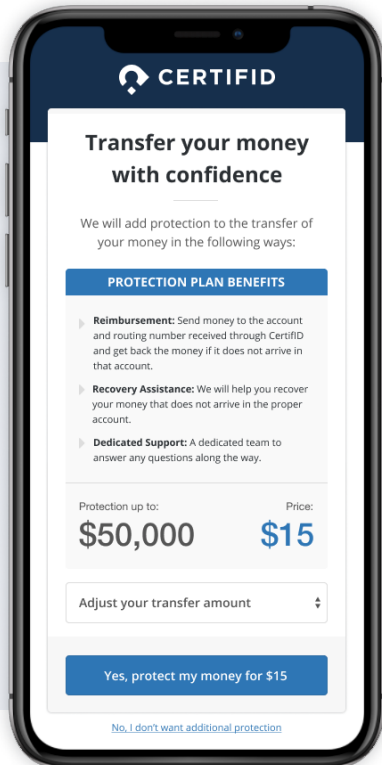 CERTIFID
Transfer your money
with confidence
We will add protection to the transfer of
your money in the following ways:
PROTECTION PLAN BENEFITS
Reimbursement: Send money to the account
and routing number received through CertifID
and get back the money if it does not arrive in
that account.
Recovery Assistance: We will help you recover
your money that does not arrive in the proper
account.
Dedicated Support: A dedicated team to
answer any questions along the way.
Protection up to: Price:
$50,000 $15
Adjust your transfer amount
Yes, protect my money for $15
No, I don't want additional protection